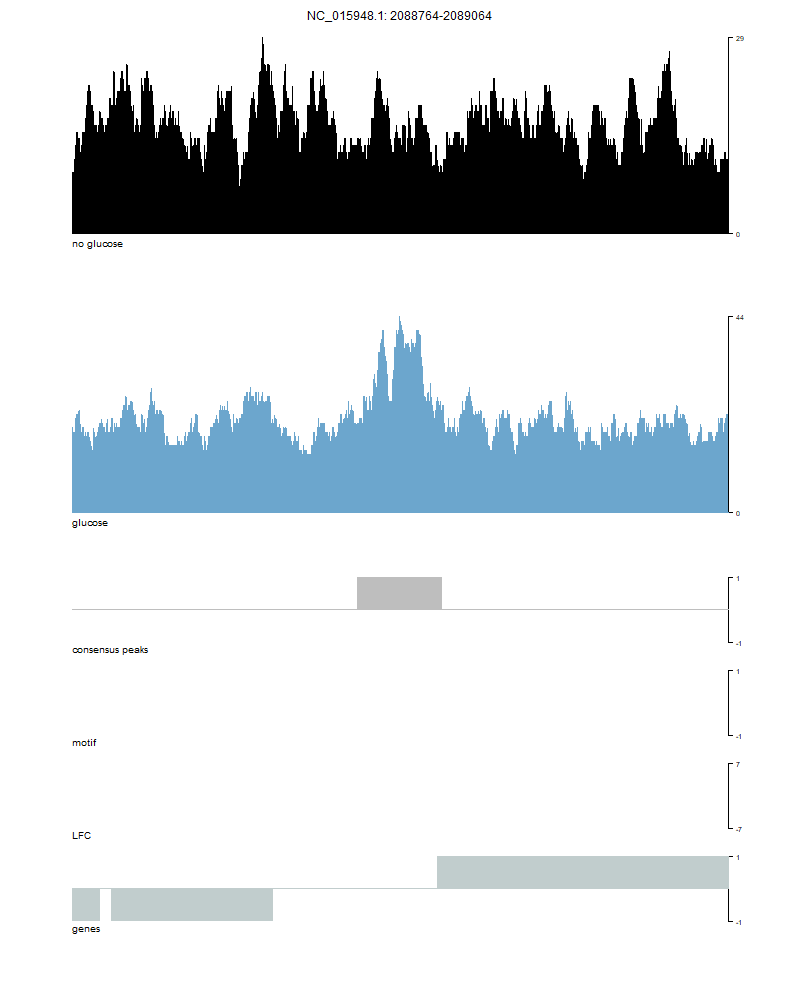 NC_015948.1: 2088764-2089064
29
0
no glucose
44
0
glucose
1
-1
consensus peaks
1
-1
motif
7
-7
LFC
1
-1
genes